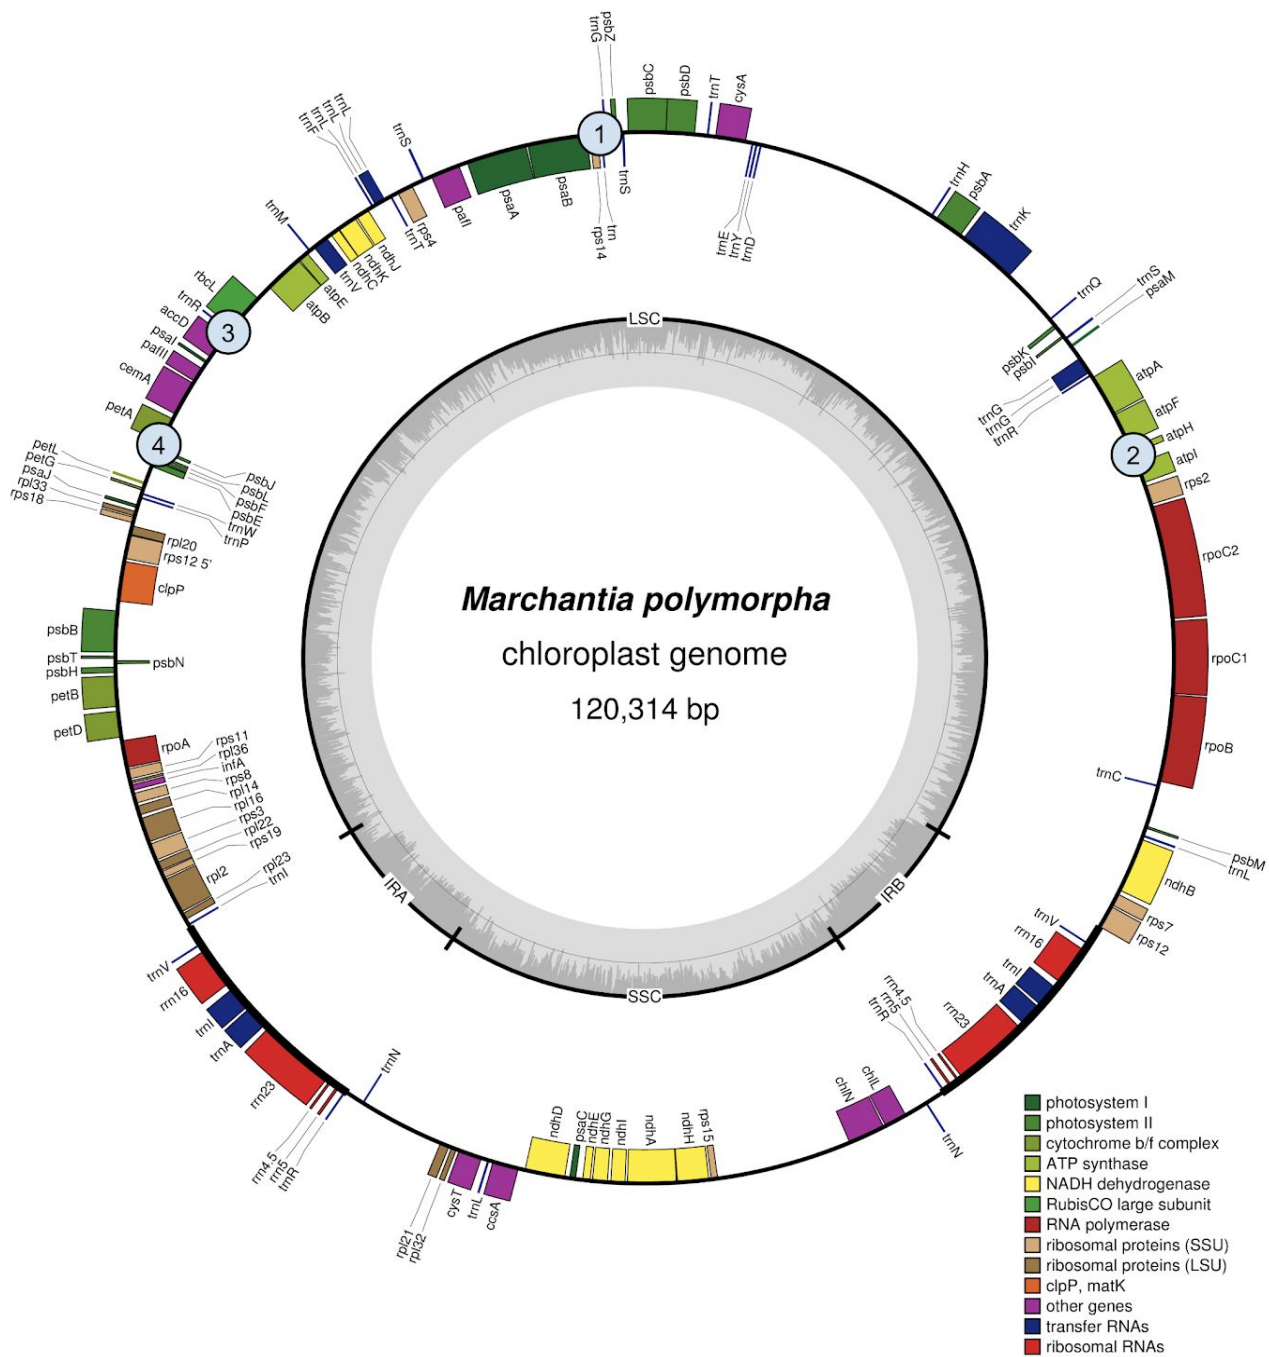 psbZ
trnG
psbC
psbD
trnT
cysA
1
trnS
trn
rps14
trnE
trnY
trnD
trnH
psbA
trnK
trnQ
trnS
psaM
psbK
psbI
trnG
trnG
trnR
atpA
atpF
atpH
2
atpI
rps2
rpoC2
rpoC1
rpoB
trnC
psbM
trnL
ndhB
rps7
rps12
trnV
rrn16
trnI
trnA
rrn23
rrn4.5
rrn5
trnR
trnN
chlL
chlN
rps15
ndhH
ndhA
ndhI
ndhG
ndhE
psaC
ndhD
ccsA
trnL
cysT
rpl32
rpl21
trnN
trnR
rrn5
rrn4.5
rrn23
trnA
trnI
rrn16
trnV
trnI
rpl23
rpl2
rps19
rpl22
rps3
rpl16
rpl14
rps8
infA
rpl36
rps11
rpoA
petD
petB
psbH
psbN
psbT
psbB
clpP
rps12 5'
rpl20
rps18
rpl33
psaJ
petG
petL
trnP
trnW
psbE
psbF
psbL
psbJ
4
petA
cemA
pafII
psaI
accD
trnR
3
rbcL
atpB
atpE
trnM
trnV
ndhC
ndhK
ndhJ
trnF
trnL
trnL
trnT
rps4
trnS
pafI
psaA
psaB
LSC
IRB
SSC
IRA
Marchantia polymorpha
chloroplast genome
120,314 bp
photosystem I
photosystem II
cytochrome b/f complex
ATP synthase
NADH dehydrogenase
RubisCO large subunit
RNA polymerase
ribosomal proteins (SSU)
ribosomal proteins (LSU)
clpP, matK
other genes
transfer RNAs
ribosomal RNAs